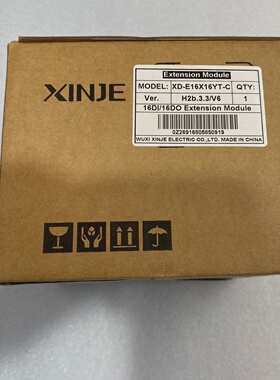 XINJE
Extension Module
MODEL: XD-E16X16YT-C QTY:
Ver. H2b.3.3/V6 1
16DI/16DO Extension Module
0Z26916805850919
WUXI XINJE ELECTRIC CO.,LTD. MADE IN CHINA